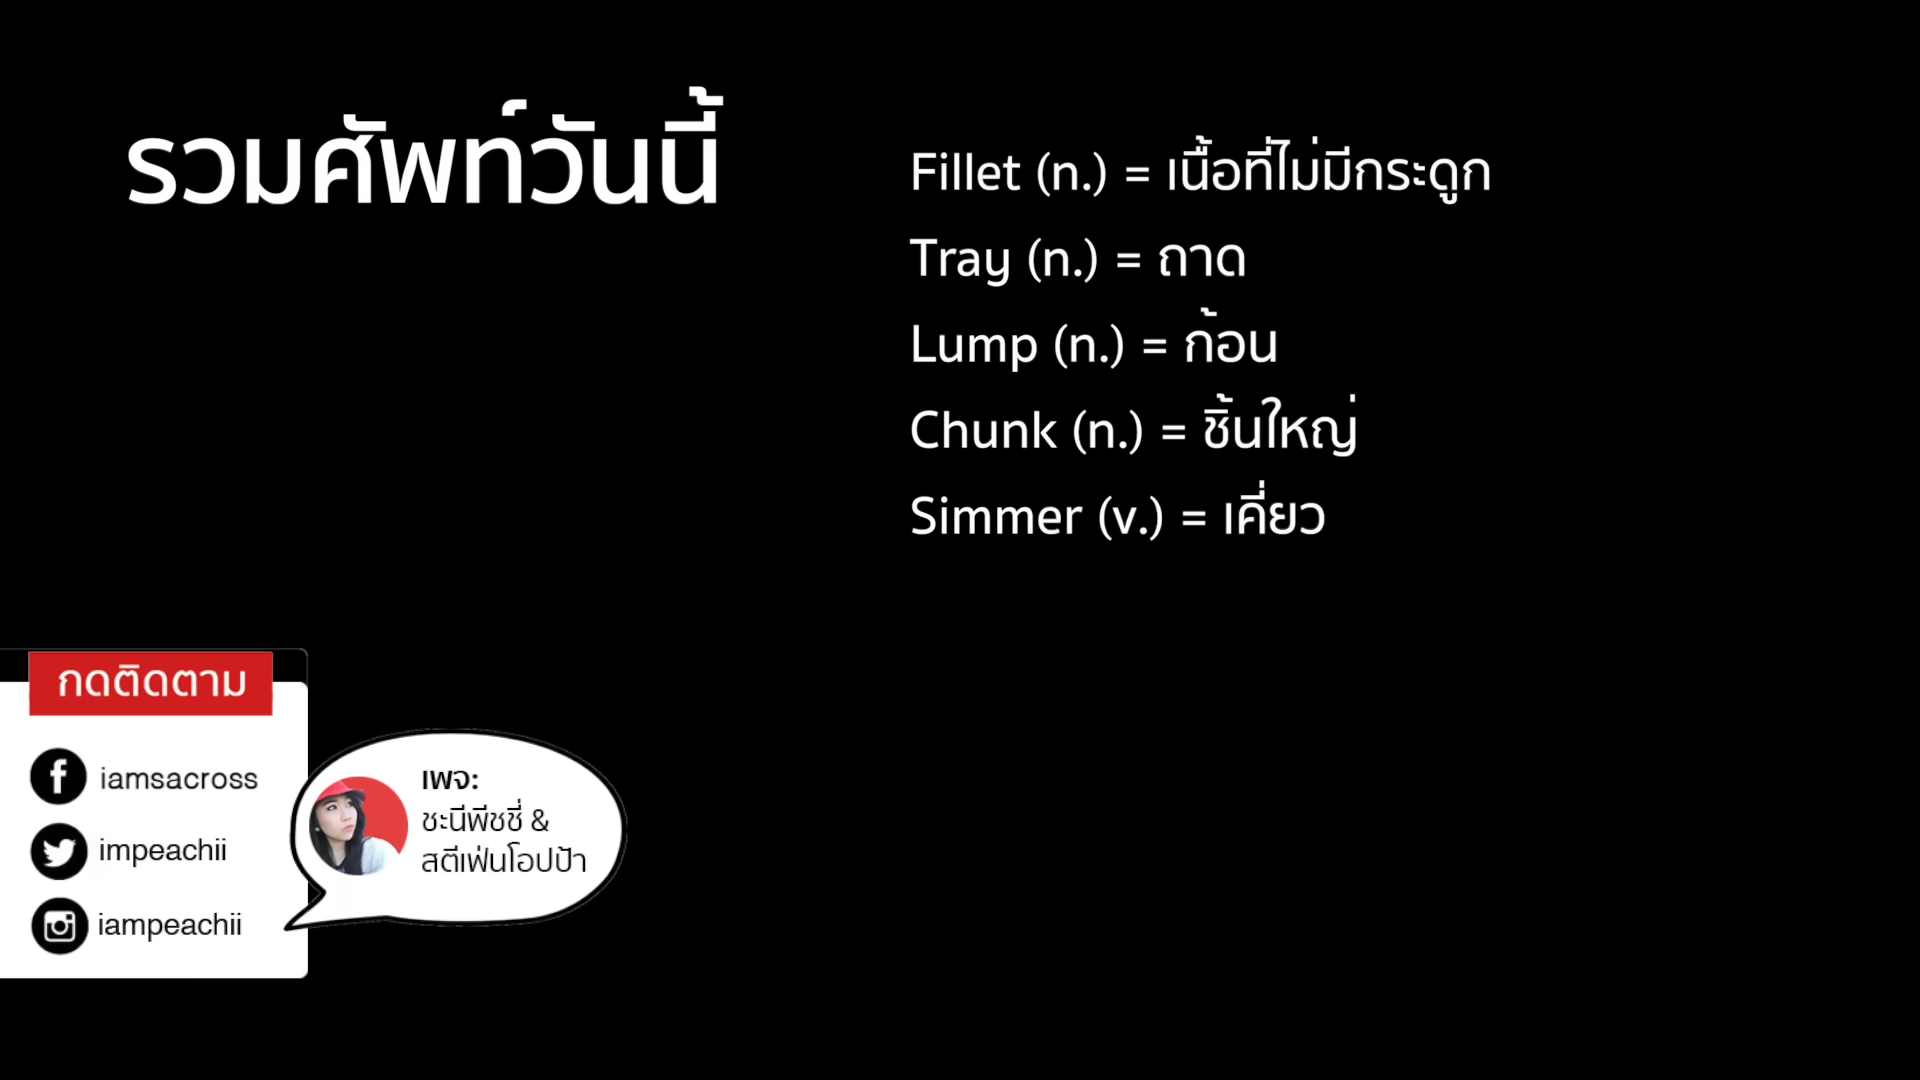 รวมศัพท์วันนี้
Fillet (n.) = เนื้อที่ไม่มีกระดูก
Tray (n.) = ถาด
Lump (n.) = ก้อน
Chunk (n.) = ชิ้นใหญ่
Simmer (v.) = เคี่ยว
กดติดตาม
iamsacross
impeachii
iampeachii
เพจ:
ชะนีพีชชี่ &
สตีเฟ่นโอปป้า